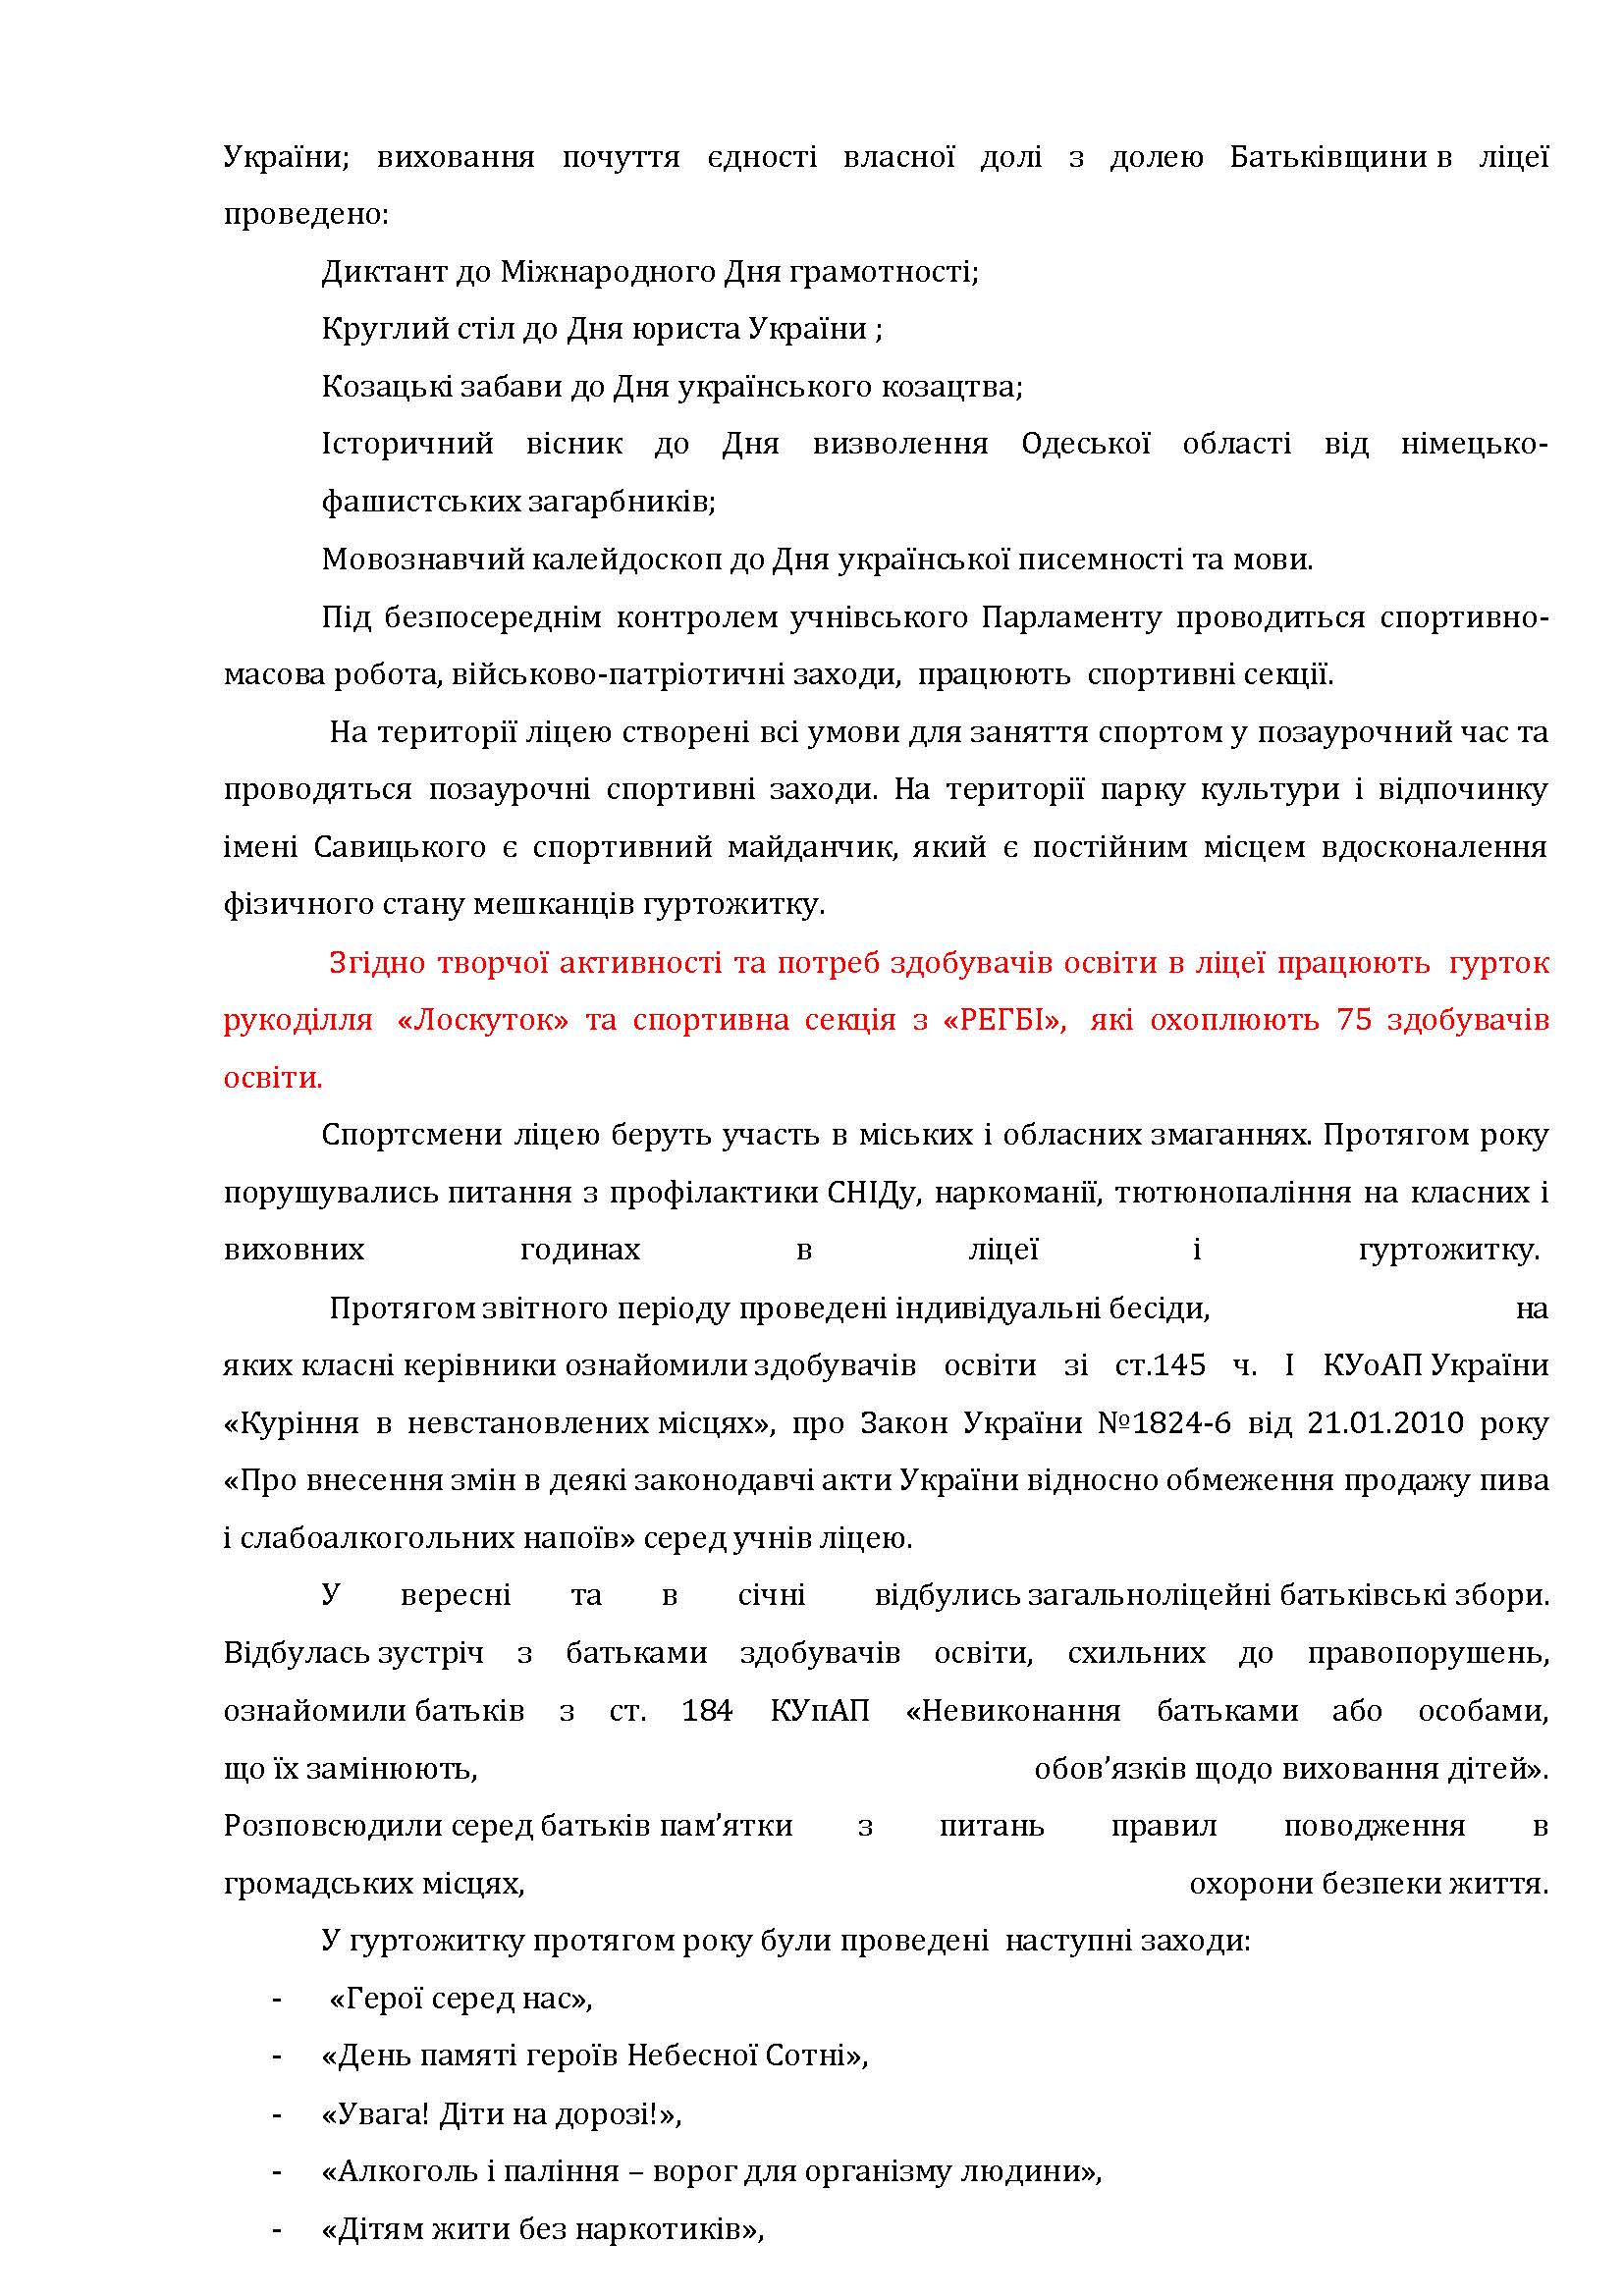 України; виховання почуття єдності власної долі з долею Батьківщини в ліцеї
проведено:
Диктант до Міжнародного Дня грамотності;
Круглий стіл до Дня юриста України ;
Козацькі забави до Дня українського козацтва;
Історичний вісник до Дня визволення Одеської області від німецько-
фашистських загарбників;
Мовознавчий калейдоскоп до Дня української писемності та мови.
Під безпосереднім контролем учнівського Парламенту проводиться спортивно-
масова робота, військово-патріотичні заходи, працюють спортивні секції.
На території ліцею створені всі умови для заняття спортом у позаурочний час та
проводяться позаурочні спортивні заходи. На території парку культури і відпочинку
імені Савицького є спортивний майданчик, який є постійним місцем вдосконалення
фізичного стану мешканців гуртожитку.
Згідно творчої активності та потреб здобувачів освіти в ліцеї працюють гурток
рукоділля «Лоскуток» та спортивна секція з «РЕГБІ», які охоплюють 75 здобувачів
освіти.
Спортсмени ліцею беруть участь в міських і обласних змаганнях. Протягом року
порушувались питання з профілактики СНІДу, наркоманії, тютюнопаління на класних і
виховних годинах в ліцеї і гуртожитку.
Протягом звітного періоду проведені індивідуальні бесіди, на
яких класні керівники ознайомили здобувачів освіти зі ст.145 ч. І КУоАП України
«Куріння в невстановлених місцях», про Закон України №1824-6 від 21.01.2010 року
«Про внесення змін в деякі законодавчі акти України відносно обмеження продажу пива
і слабоалкогольних напоїв» серед учнів ліцею.
У вересні та в січні відбулись загальноліцейні батьківські збори.
Відбулась зустріч з батьками здобувачів освіти, схильних до правопорушень,
ознайомили батьків з ст. 184 КУпАП «Невиконання батьками або особами,
що їх замінюють, обов’язків щодо виховання дітей».
Розповсюдили серед батьків пам’ятки з питань правил поводження в
громадських місцях, охорони безпеки життя.
У гуртожитку протягом року були проведені наступні заходи:
- «Герої серед нас»,
- «День памяті героїв Небесної Сотні»,
- «Увага! Діти на дорозі!»,
- «Алкоголь і паління – ворог для організму людини»,
- «Дітям жити без наркотиків»,